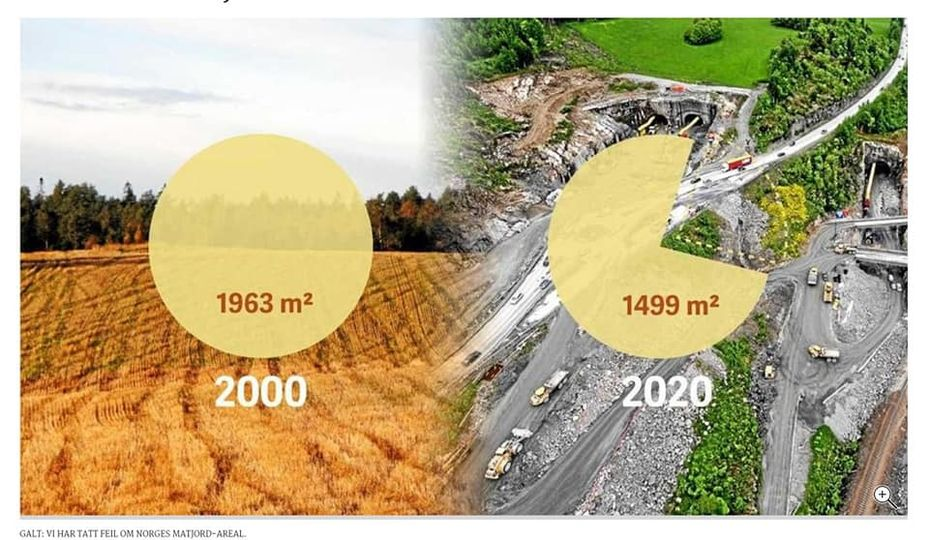 1963 m²
1499 m²
2000
2020
GALT: VI HAR TATT FEIL OM NORGES MATJORD-AREAL.